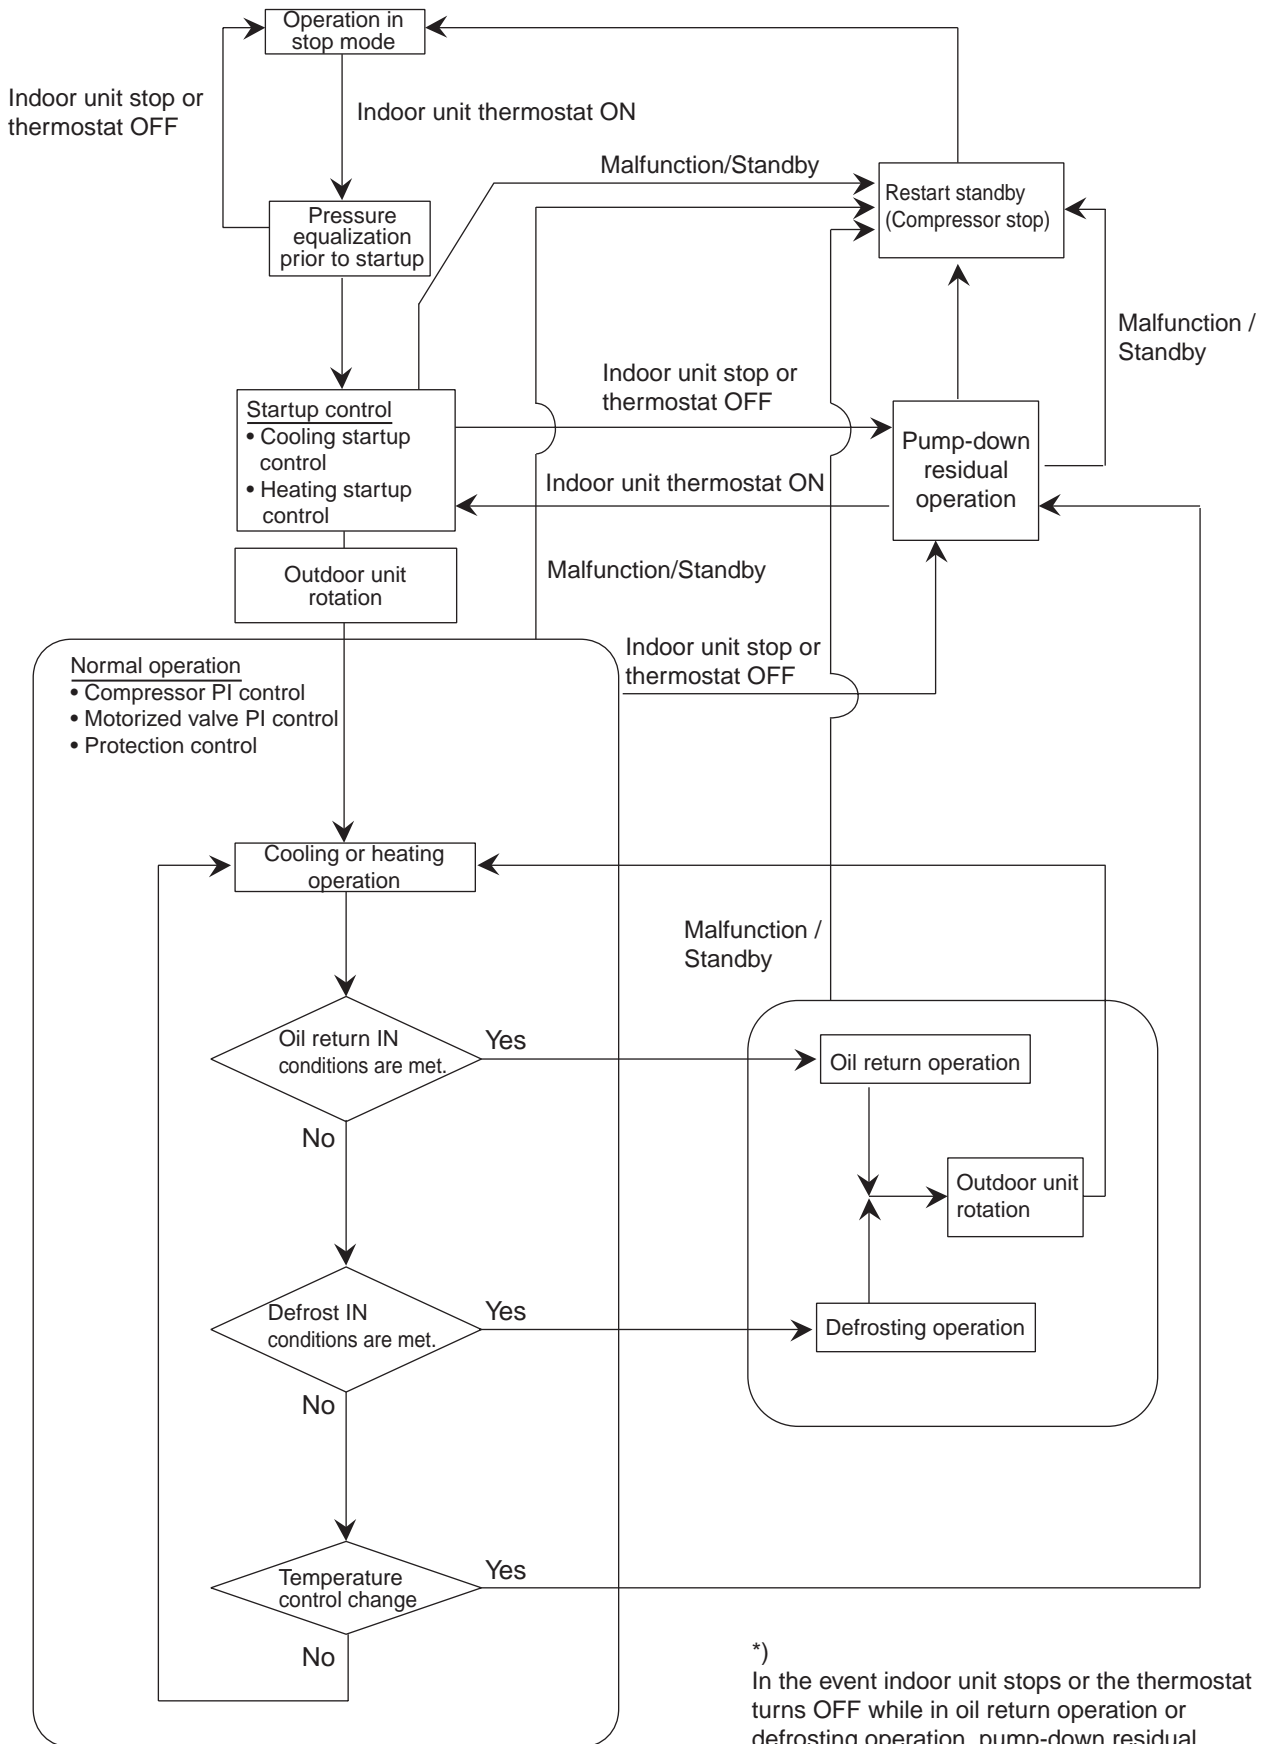 Operation in
stop mode
Indoor unit stop or
thermostat OFF
Indoor unit thermostat ON
Malfunction/Standby
Restart standby
(Compressor stop)
Pressure
equalization
prior to startup
Malfunction /
Standby
Indoor unit stop or
thermostat OFF
Startup control
• Cooling startup
control
• Heating startup
control
Pump-down
residual
operation
Indoor unit thermostat ON
Outdoor unit
rotation
Malfunction/Standby
Indoor unit stop or
thermostat OFF
Normal operation
• Compressor PI control
• Motorized valve PI control
• Protection control
Cooling or heating
operation
Malfunction /
Standby
Oil return IN
conditions are met.
Yes
Oil return operation
No
Outdoor unit
rotation
Defrost IN
conditions are met.
Yes
Defrosting operation
No
Temperature
control change
Yes
No
*)
In the event indoor unit stops or the thermostat
turns OFF while in oil return operation or
defrosting operation, pump-down residual